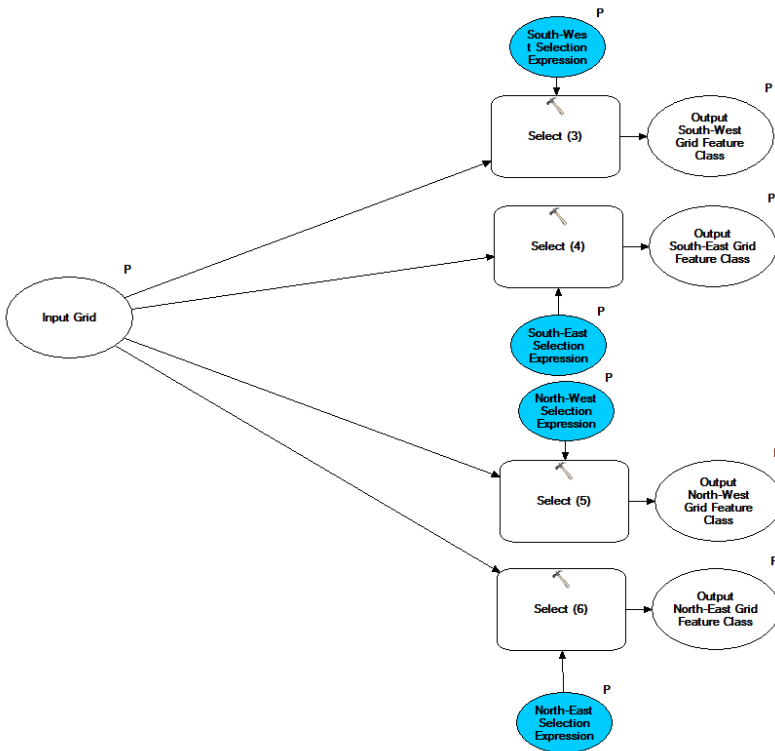 P
South-Wes
t Selection
Expression
P
Select (3)
Output
South-West
Grid Feature
Class
P
Select (4)
Output
South-East Grid
Feature Class
P
Input Grid
P
South-East
Selection
Expression
P
North-West
Selection
Expression
Select (5)
Output
North-West
Grid Feature
Class
Select (6)
Output
North-East Grid
Feature Class
P
North-East
Selection
Expression